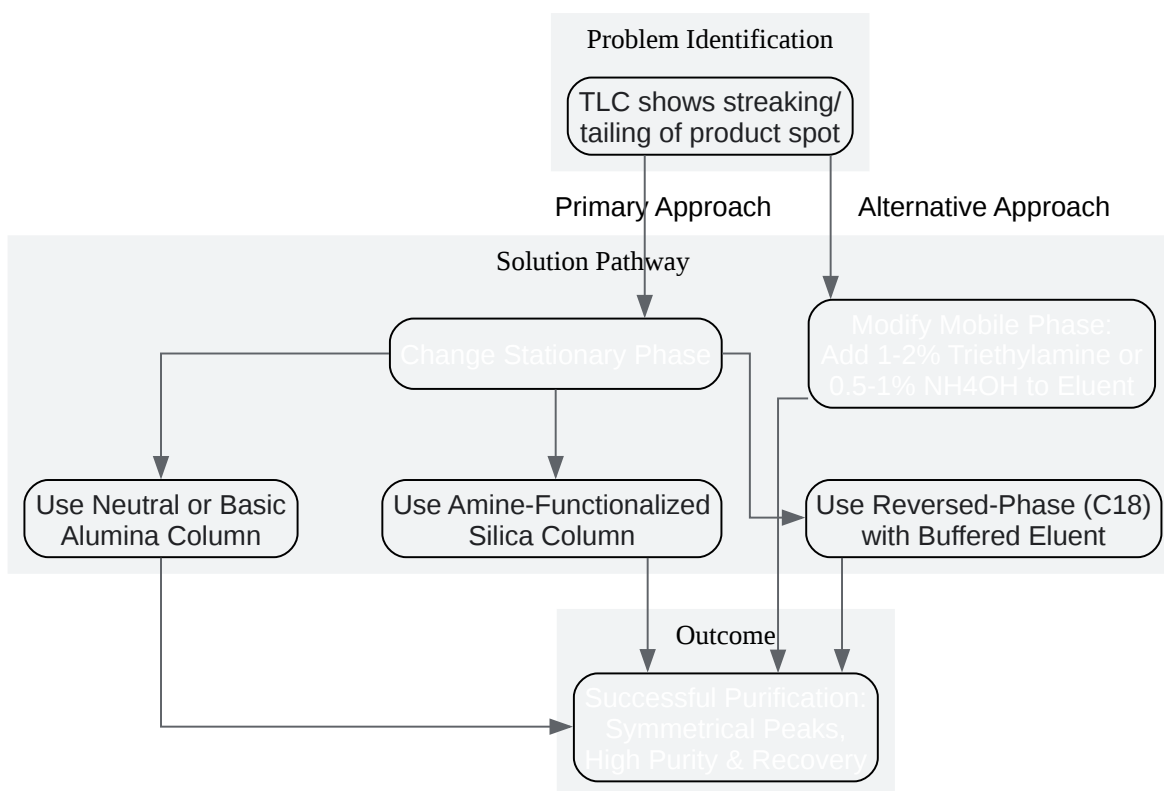 Problem Identification
TLC shows streaking/
tailing of product spot
Primary Approach
Alternative Approach
Solution Pathway
Change Stationary Phase
Modify Mobile Phase:
Add 1-2% Triethylamine or
0.5-1% NH4OH to Eluent
Use Neutral or Basic
Alumina Column
Use Amine-Functionalized
Silica Column
Use Reversed-Phase (C18)
with Buffered Eluent
Outcome
Successful Purification:
Symmetrical Peaks,
High Purity & Recovery